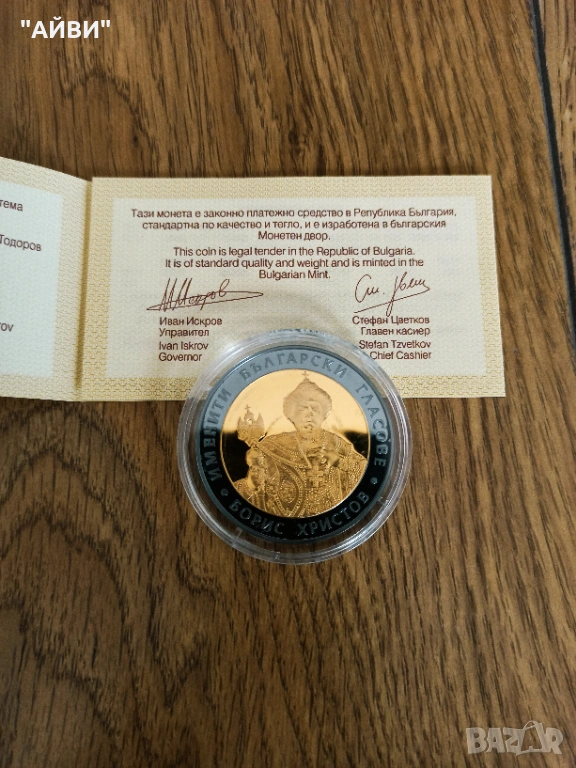 "АЙВИ"
тема
Тодоров
Тази монета е законно платежно средство в Република България,
стандартна по качество и тегло, и е изработена в българския
Монетен двор.
This coin is legal tender in the Republic of Bulgaria.
It is of standard quality and weight and is minted in the
Bulgarian Mint.
Иван Искров
Управител
Ivan Iskrov
Governor
Стефан Цветков
Главен касиер
Stefan Tzvetkov
Chief Cashier
rov
ИМЕНИТИ БЪЛГАРСКИ ГЛАСОВЕ
БОРИС ХРИСТОВ
BAZAR